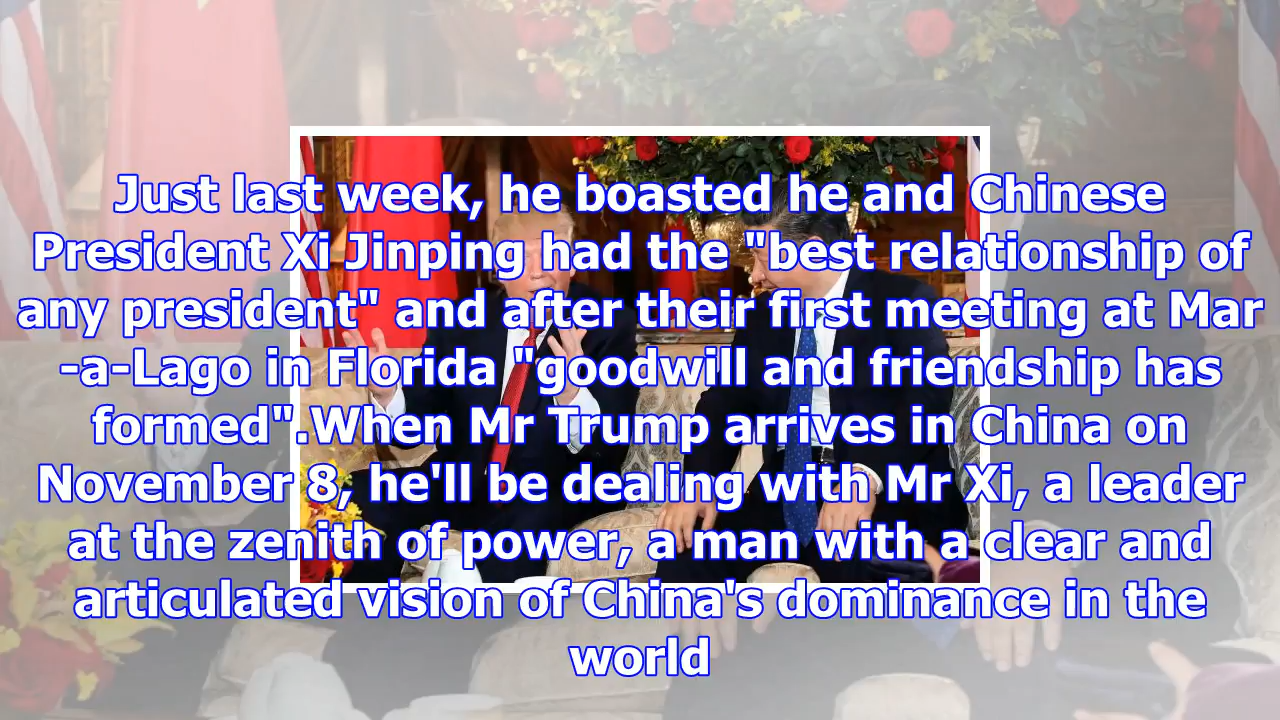 Just last week, he boasted he and Chinese
President Xi Jinping had the "best relationship of
any president" and after their first meeting at Mar
-a-Lago in Florida "goodwill and friendship has
formed".When Mr Trump arrives in China on
November 8, he'll be dealing with Mr Xi, a leader
at the zenith of power, a man with a clear and
articulated vision of China's dominance in the
world